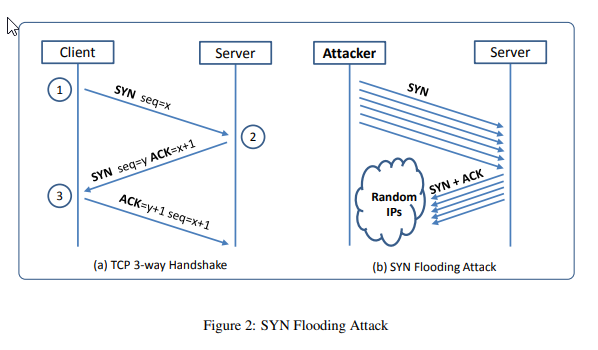 Client
Server
Attacker
Server
1
SYN seq=x
SYN
2
SYN seq=y ACK=x+1
3
ACK=y+1 seq=x+1
SYN + ACK
Random
IPs
(a) TCP 3-way Handshake
(b) SYN Flooding Attack
Figure 2: SYN Flooding Attack